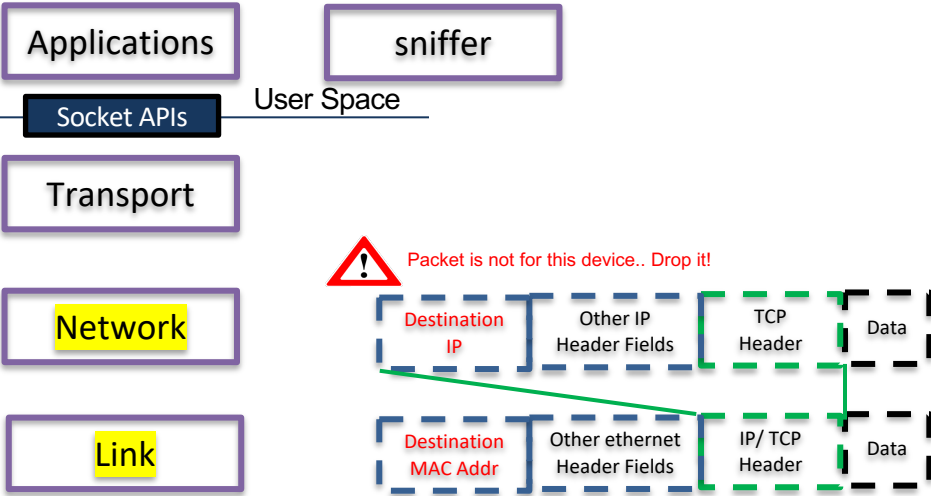 Applications
sniffer
User Space
Socket APIs
Transport
!
Packet is not for this device.. Drop it!
Network
Destination
IP
Other IP
Header Fields
TCP
Header
Data
Link
Destination
MAC Addr
Other ethernet
Header Fields
IP/ TCP
Header
Data